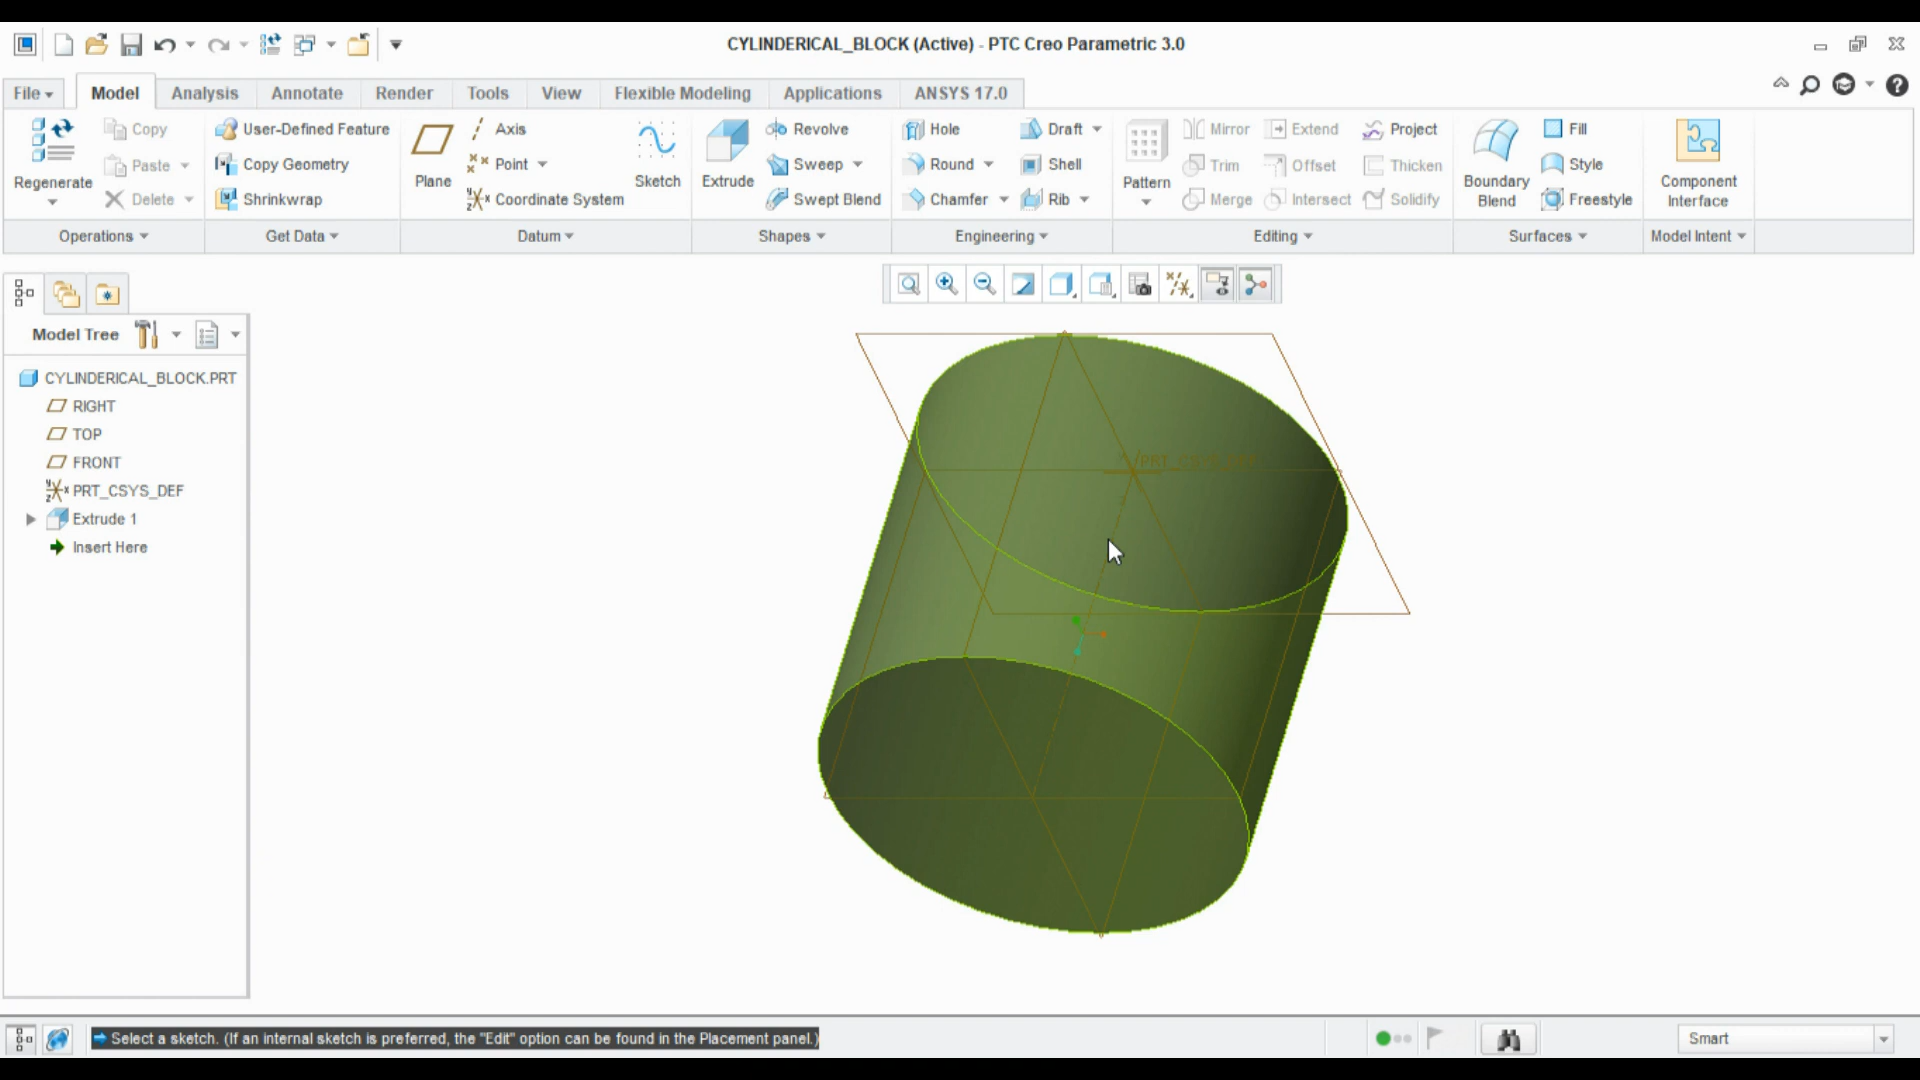 CYLINDERICAL_BLOCK (Active) - PTC Creo Parametric 3.0
File Model Analysis Annotate Render Tools View Flexible Modeling Applications ANSYS 17.0
Regenerate
Copy
Paste
Delete
Operations
User-Defined Feature
Copy Geometry
Shrinkwrap
Get Data
Plane
Axis
Point
Coordinate System
Sketch
Datum
Extrude
Revolve
Sweep
Swept Blend
Shapes
Hole
Round
Chamfer
Draft
Shell
Rib
Engineering
Pattern
Mirror
Trim
Merge
Extend
Offset
Intersect
Project
Thicken
Solidify
Editing
Boundary
Blend
Fill
Style
Freestyle
Surfaces
Component
Interface
Model Intent
Model Tree
CYLINDERICAL_BLOCK.PRT
RIGHT
TOP
FRONT
PRT_CSYS_DEF
Extrude 1
Insert Here
PRT_CSYS_DEF
Select a sketch. (If an internal sketch is preferred, the "Edit" option can be found in the Placement panel.)
Smart